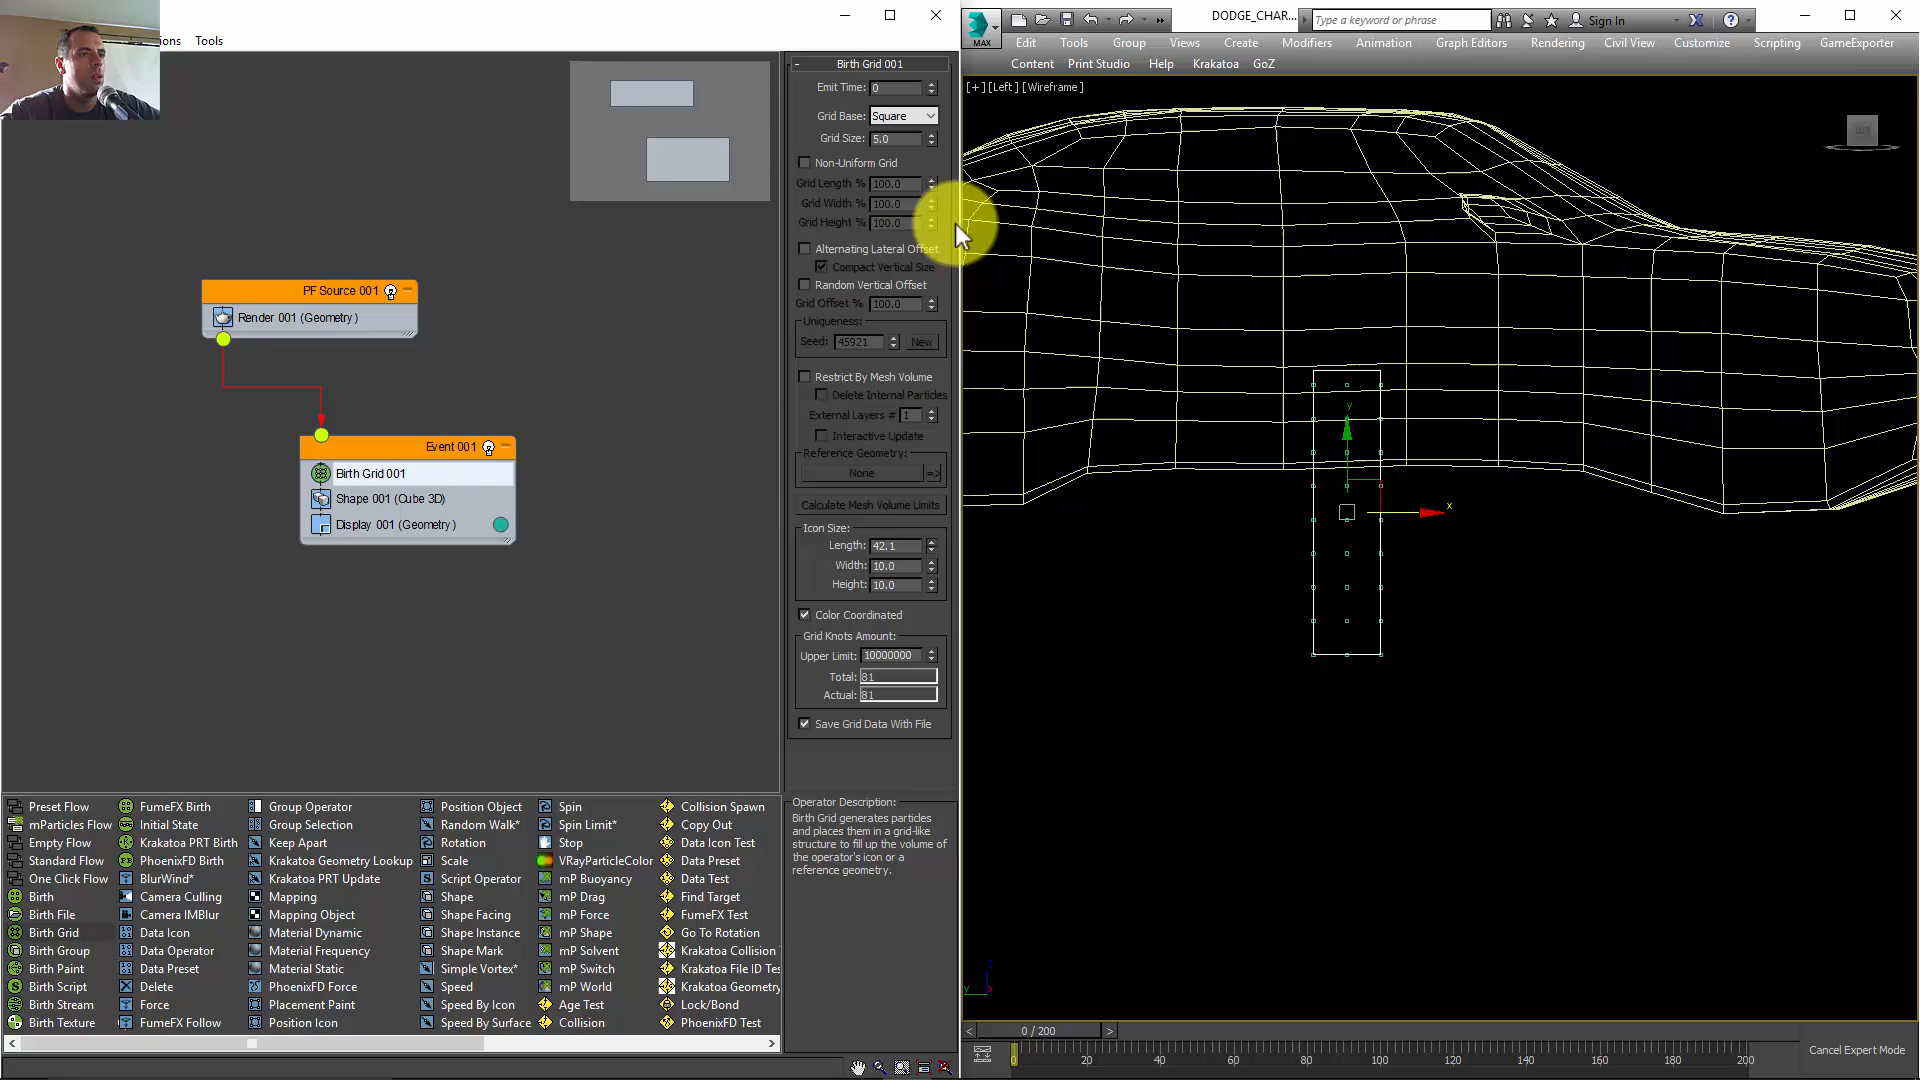 ions Tools
DODGE_CHAR...
Type a keyword or phrase
Sign In
MAX
Edit Tools Group Views Create Modifiers Animation Graph Editors Rendering Civil View Customize Scripting GameExporter
Content Print Studio Help Krakatoa GoZ
[+] [Left] [Wireframe]
Birth Grid 001
Emit Time: 0
Grid Base: Square
Grid Size: 5.0
Non-Uniform Grid
Grid Length % 100.0
Grid Width % 100.0
Grid Height % 100.0
Alternating Lateral Offset
Compact Vertical Size
Random Vertical Offset
Grid Offset % 100.0
Uniqueness:
Seed: 45921 New
Restrict By Mesh Volume
Delete Internal Particles
External Layers # 1
Interactive Update
Reference Geometry:
None =>
Calculate Mesh Volume Limits
Icon Size:
Length: 42.1
Width: 10.0
Height: 10.0
Color Coordinated
Grid Knots Amount:
Upper Limit: 10000000
Total: 81
Actual: 81
Save Grid Data With File
PF Source 001
Render 001 (Geometry)
Event 001
Birth Grid 001
Shape 001 (Cube 3D)
Display 001 (Geometry)
y
x
Preset Flow FumeFX Birth Group Operator Position Object Spin Collision Spawn
mParticles Flow Initial State Group Selection Random Walk* Spin Limit* Copy Out
Empty Flow Krakatoa PRT Birth Keep Apart Rotation Stop Data Icon Test
Standard Flow PhoenixFD Birth Krakatoa Geometry Lookup Scale VRayParticleColor Data Preset
One Click Flow BlurWind* Krakatoa PRT Update Script Operator mP Buoyancy Data Test
Birth Camera Culling Mapping Shape mP Drag Find Target
Birth File Camera IMBlur Mapping Object Shape Facing mP Force FumeFX Test
Birth Grid Data Icon Material Dynamic Shape Instance mP Shape Go To Rotation
Birth Group Data Operator Material Frequency Shape Mark mP Solvent Krakatoa Collision
Birth Paint Data Preset Material Static Simple Vortex* mP Switch Krakatoa File ID Tes
Birth Script Delete PhoenixFD Force Speed mP World Krakatoa Geometry
Birth Stream Force Placement Paint Speed By Icon Age Test Lock/Bond
Birth Texture FumeFX Follow Position Icon Speed By Surface Collision PhoenixFD Test
Operator Description:
Birth Grid generates particles
and places them in a grid-like
structure to fill up the volume
of the operator's icon or a
reference geometry.
z
y
< 0 / 200 >
0 20 40 60 80 100 120 140 160 180 200
Cancel Expert Mode